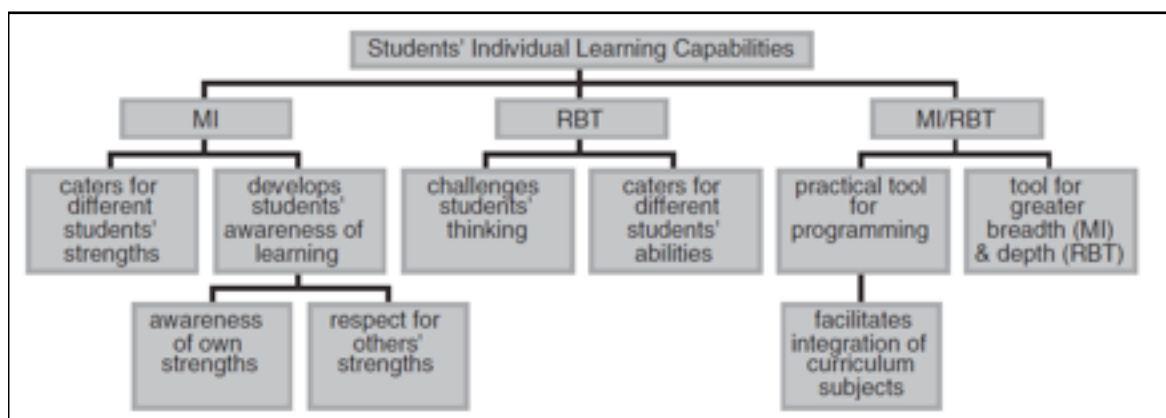 Students' Individual Learning Capabilities
MI
RBT
MI/RBT
caters for
different
students'
strengths
develops
students'
awareness of
learning
challenges
students'
thinking
caters for
different
students'
abilities
practical tool
for
programming
tool for
greater
breadth (MI)
& depth (RBT)
awareness
of own
strengths
respect for
others'
strengths
facilitates
integration of
curriculum
subjects